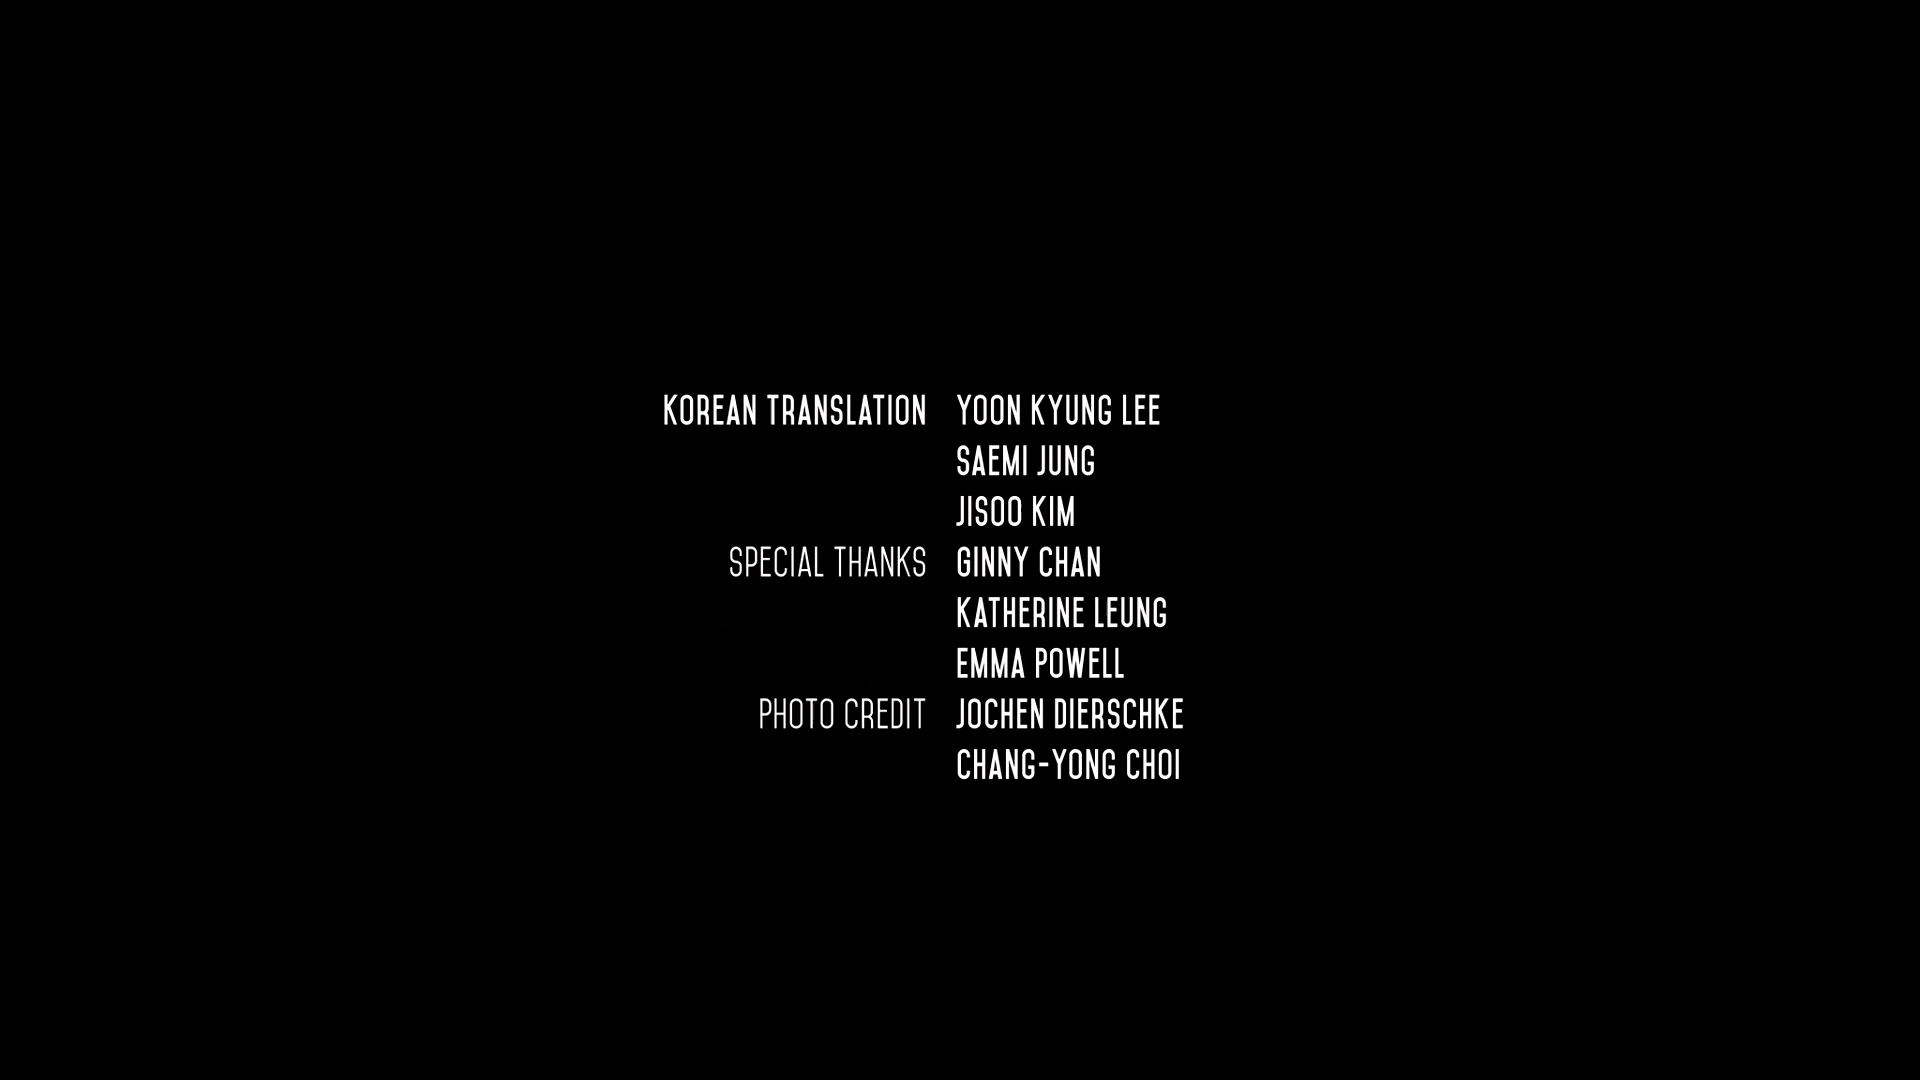 KOREAN TRANSLATION YOON KYUNG LEE
SAEMI JUNG
JISOO KIM
SPECIAL THANKS GINNY CHAN
KATHERINE LEUNG
EMMA POWELL
PHOTO CREDIT JOCHEN DIERSCHKE
CHANG-YONG CHOI